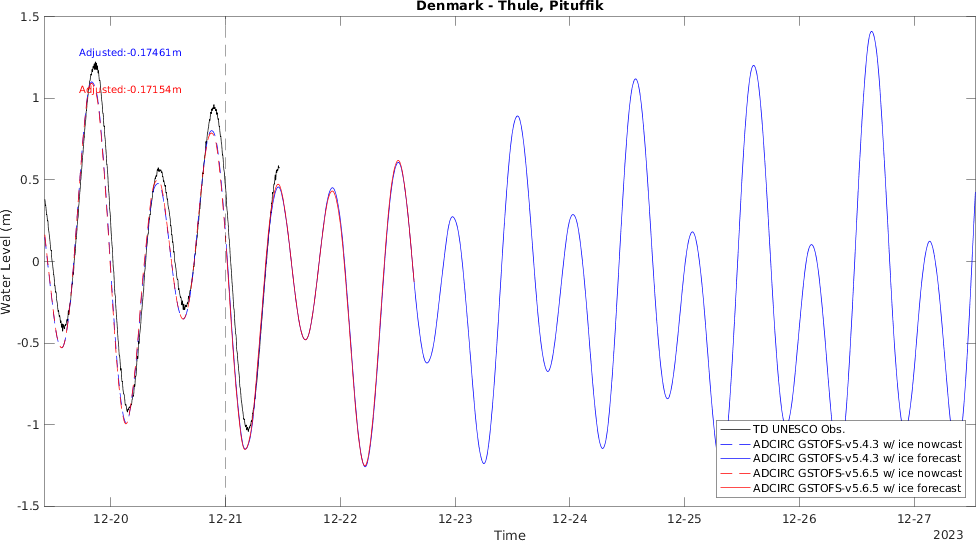 Denmark - Thule, Pituffik
Water Level (m)
1.5
1
0.5
0
-0.5
-1
-1.5
Adjusted:-0.17461m
Adjusted:-0.17154m
TD UNESCO Obs.
ADCIRC GSTOFS-v5.4.3 w/ ice nowcast
ADCIRC GSTOFS-v5.4.3 w/ ice forecast
ADCIRC GSTOFS-v5.6.5 w/ ice nowcast
ADCIRC GSTOFS-v5.6.5 w/ ice forecast
12-20 12-21 12-22 12-23 12-24 12-25 12-26 12-27
Time
2023